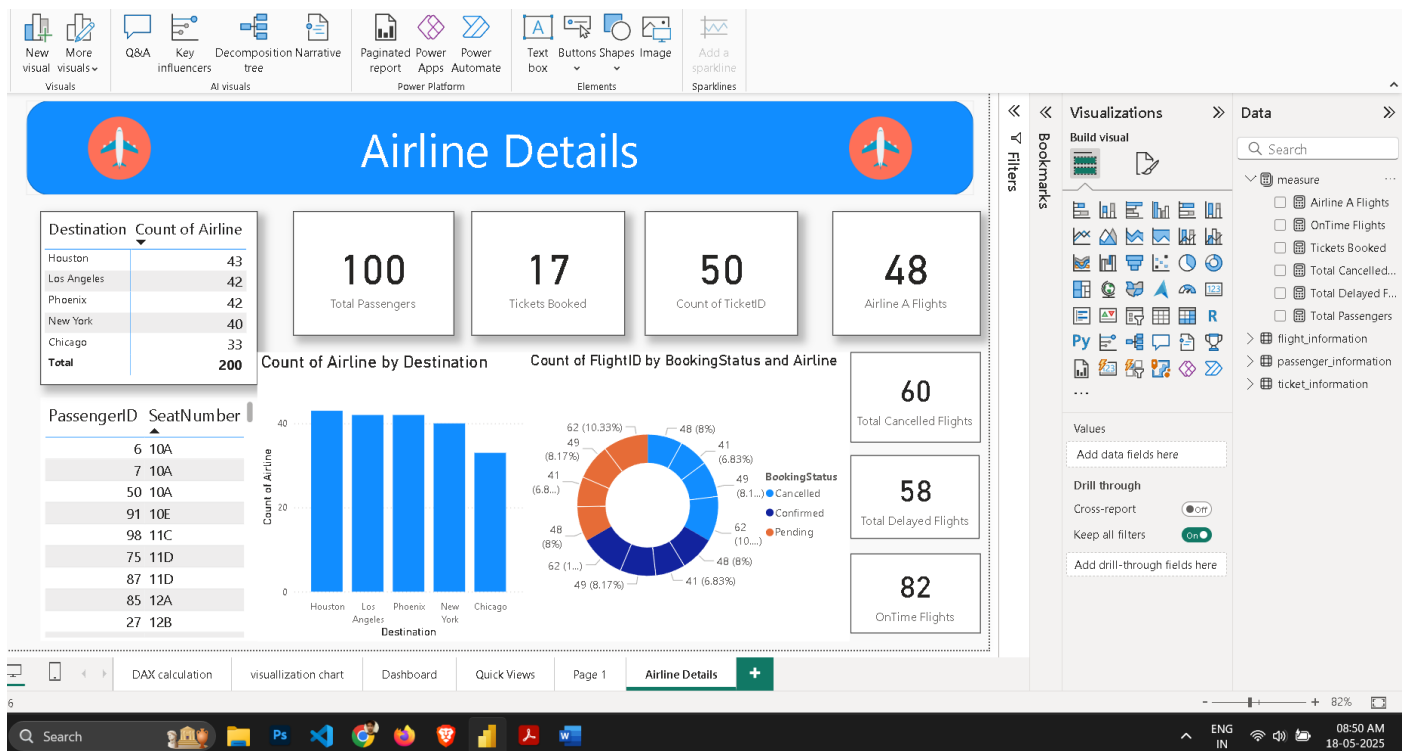 New visual
More visuals
Visuals
Q&A
Key influencers
Decomposition tree
Narrative
AI visuals
Paginated report
Power Apps
Power Automate
Power Platform
Text box
Buttons
Shapes
Image
Elements
Add a sparkline
Sparklines
Airline Details
Destination Count of Airline
Houston 43
Los Angeles 42
Phoenix 42
New York 40
Chicago 33
Total 200
100
Total Passengers
17
Tickets Booked
50
Count of TicketID
48
Airline A Flights
PassengerID SeatNumber
6 10A
7 10A
50 10A
91 10E
98 11C
75 11D
87 11D
85 12A
27 12B
Count of Airline by Destination
Count of Airline
40
20
0
Houston
Los Angeles
Phoenix
New York
Chicago
Destination
Count of FlightID by BookingStatus and Airline
62 (10.33%)
48 (8%)
49 (8.17%)
41 (6.83%)
41 (6.8...)
49 (8.1...)
48 (8%)
62 (10....)
62 (1...)
48 (8%)
49 (8.17%)
41 (6.83%)
BookingStatus
Cancelled
Confirmed
Pending
60
Total Cancelled Flights
58
Total Delayed Flights
82
OnTime Flights
Filters
Bookmarks
Visualizations
Build visual
123
R
Py
123
...
Values
Add data fields here
Drill through
Cross-report Off
Keep all filters On
Add drill-through fields here
Data
Search
measure ...
Airline A Flights
OnTime Flights
Tickets Booked
Total Cancelled...
Total Delayed F...
Total Passengers
flight_information
passenger_information
ticket_information
DAX calculation
visuallization chart
Dashboard
Quick Views
Page 1
Airline Details
+
6
- + 82%
Search
Ps
W
ENG
IN
08:50 AM
18-05-2025